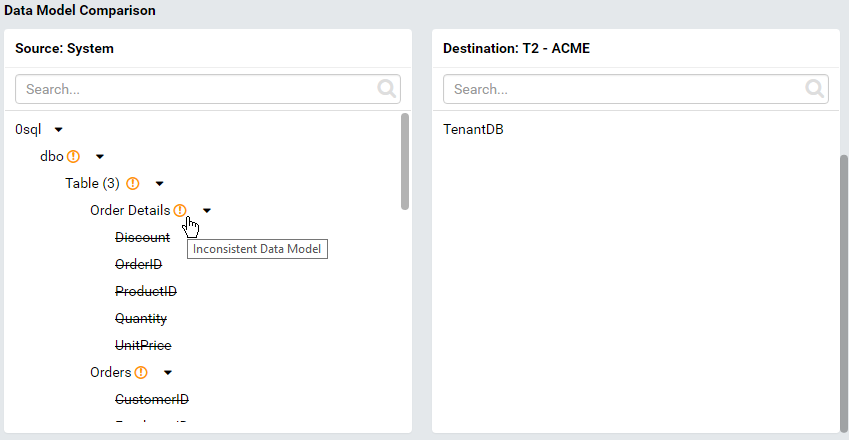 Data Model Comparison
Source: System
Search...
0sql
dbo
Table (3)
Order Details
Discount
Inconsistent Data Model
OrderID
ProductID
Quantity
UnitPrice
Orders
CustomerID
Destination: T2 - ACME
Search...
TenantDB